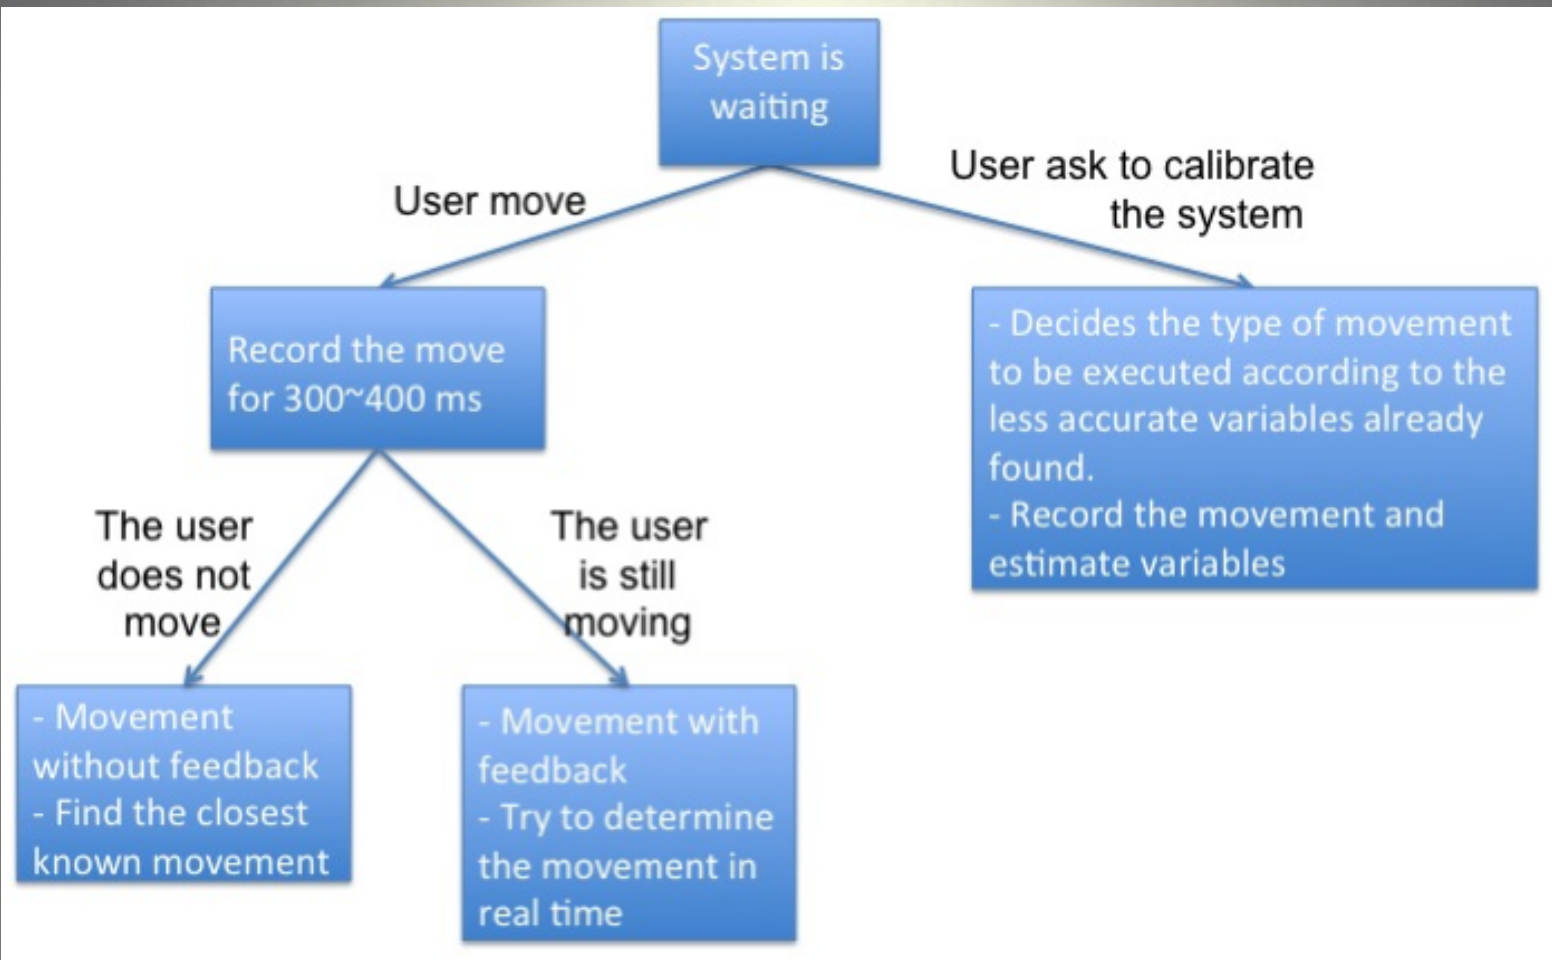 System is
waiting
User move
User ask to calibrate
the system
Record the move
for 300~400 ms
- Decides the type of movement
to be executed according to the
less accurate variables already
found.
- Record the movement and
estimate variables
The user
does not
move
The user
is still
moving
- Movement
without feedback
- Find the closest
known movement
- Movement with
feedback
- Try to determine
the movement in
real time